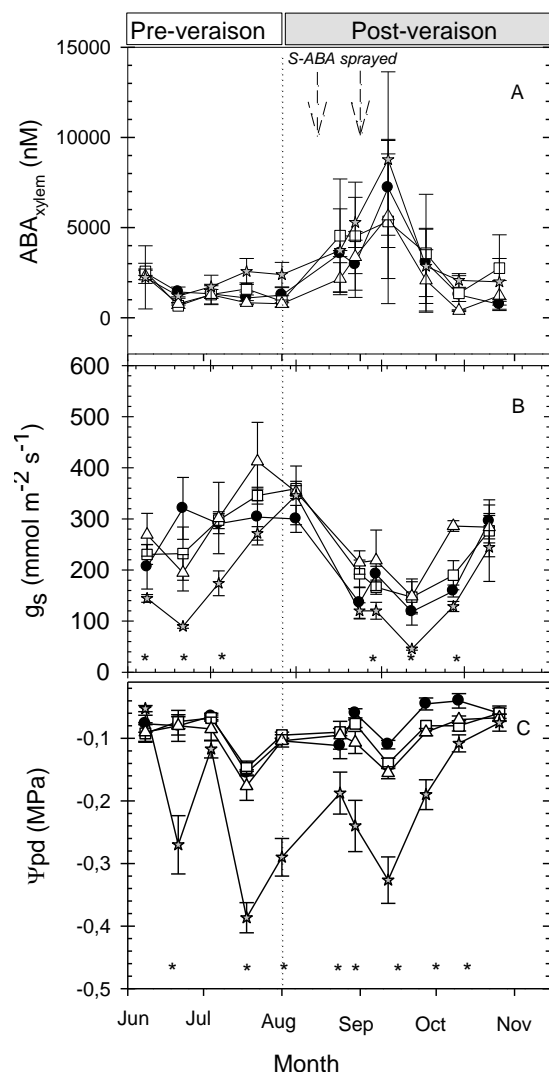 Pre-veraison Post-veraison
S-ABA sprayed
A
15000
10000
5000
0
ABAxylem (nM)
B
600
500
400
300
200
100
0
gs (mmol m-2 s-1)
* * * * * *
C
-0,1
-0,2
-0,3
-0,4
-0,5
Ψpd (MPa)
* * * * * * * *
Jun Jul Aug Sep Oct Nov
Month